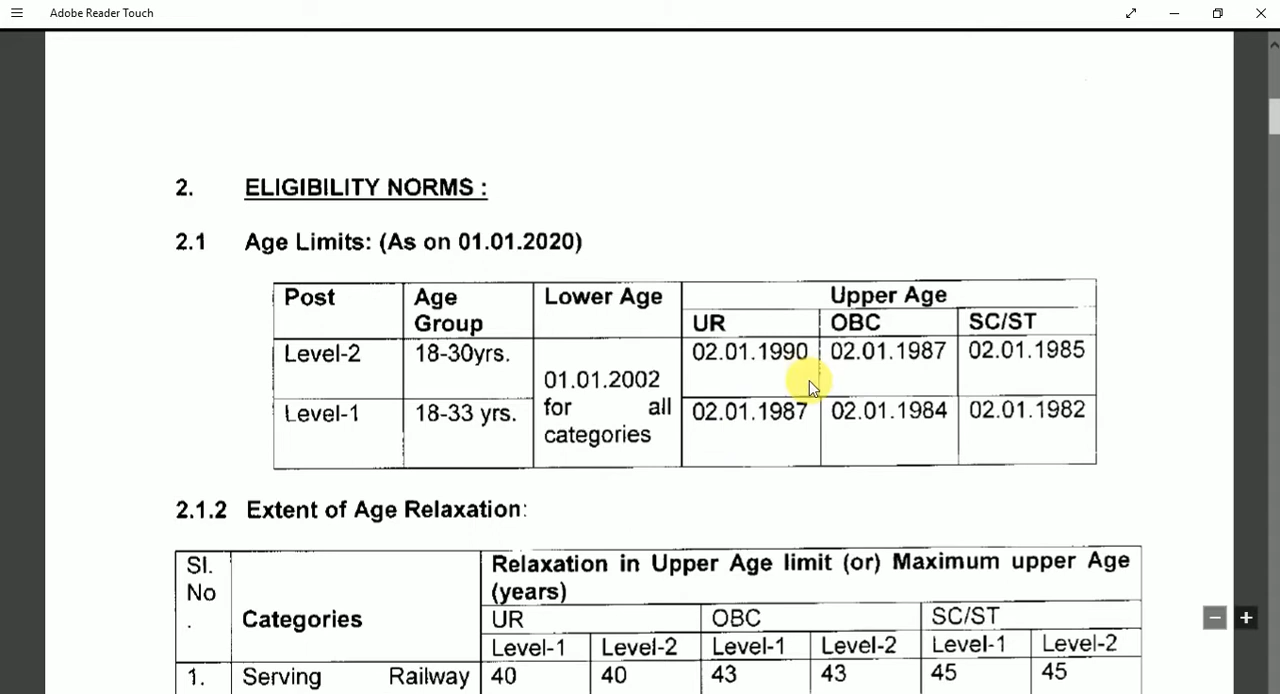 Adobe Reader Touch
2. ELIGIBILITY NORMS :
2.1 Age Limits: (As on 01.01.2020)
Post Age Group Lower Age Upper Age
UR OBC SC/ST
Level-2 18-30yrs. 01.01.2002 for all categories 02.01.1990 02.01.1987 02.01.1985
Level-1 18-33 yrs. 02.01.1987 02.01.1984 02.01.1982
2.1.2 Extent of Age Relaxation:
Sl. No . Categories Relaxation in Upper Age limit (or) Maximum upper Age (years)
UR OBC SC/ST
Level-1 Level-2 Level-1 Level-2 Level-1 Level-2
1. Serving Railway 40 40 43 43 45 45